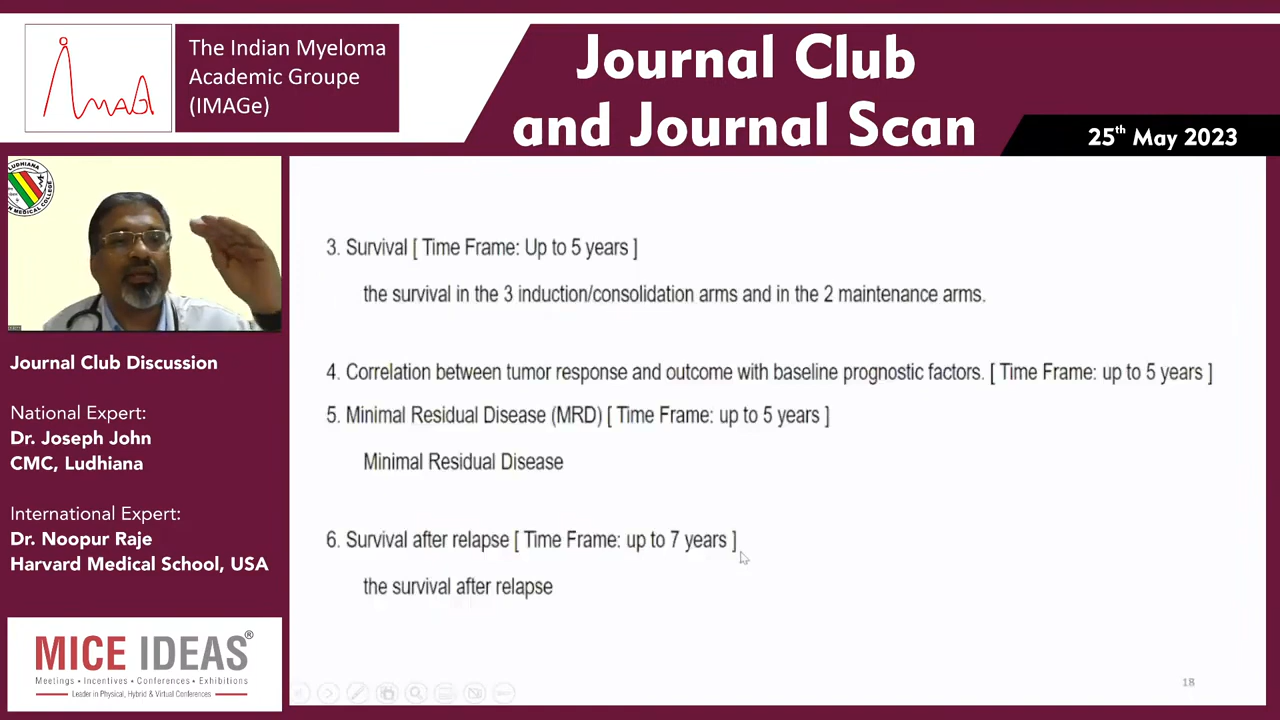 The Indian Myeloma
Academic Groupe
(IMAGe)
Journal Club
and Journal Scan
25th May 2023
LUDHIANA
MEDICAL COLLEGE
Journal Club Discussion
National Expert:
Dr. Joseph John
CMC, Ludhiana
International Expert:
Dr. Noopur Raje
Harvard Medical School, USA
MICE IDEAS®
Meetings • Incentives • Conferences • Exhibitions
Leader in Physical, Hybrid & Virtual Conferences
3. Survival [ Time Frame: Up to 5 years ]
the survival in the 3 induction/consolidation arms and in the 2 maintenance arms.
4. Correlation between tumor response and outcome with baseline prognostic factors. [ Time Frame: up to 5 years ]
5. Minimal Residual Disease (MRD) [ Time Frame: up to 5 years ]
Minimal Residual Disease
6. Survival after relapse [ Time Frame: up to 7 years ]
the survival after relapse
18